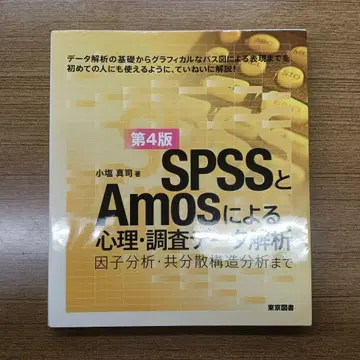 データ解析の基礎からグラフィカルなパス図による表現までを、
初めての人にも使えるように、ていねいに解説!
第4版
小塩 真司 著
SPSSと
Amosによる
心理・調査データ解析
因子分析・共分散構造分析まで
東京図書